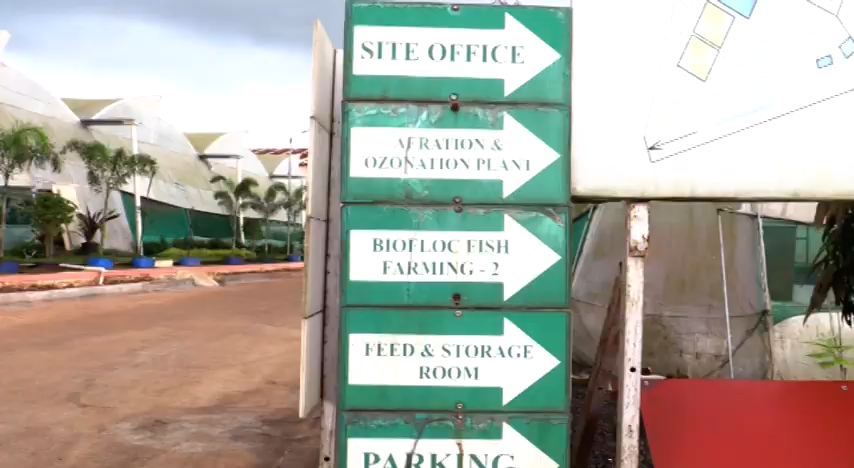 SITE OFFICE
AERATION &
OZONATION PLANT
BIOFLOC FISH
FARMING - 2
FEED & STORAGE
ROOM
PARKING